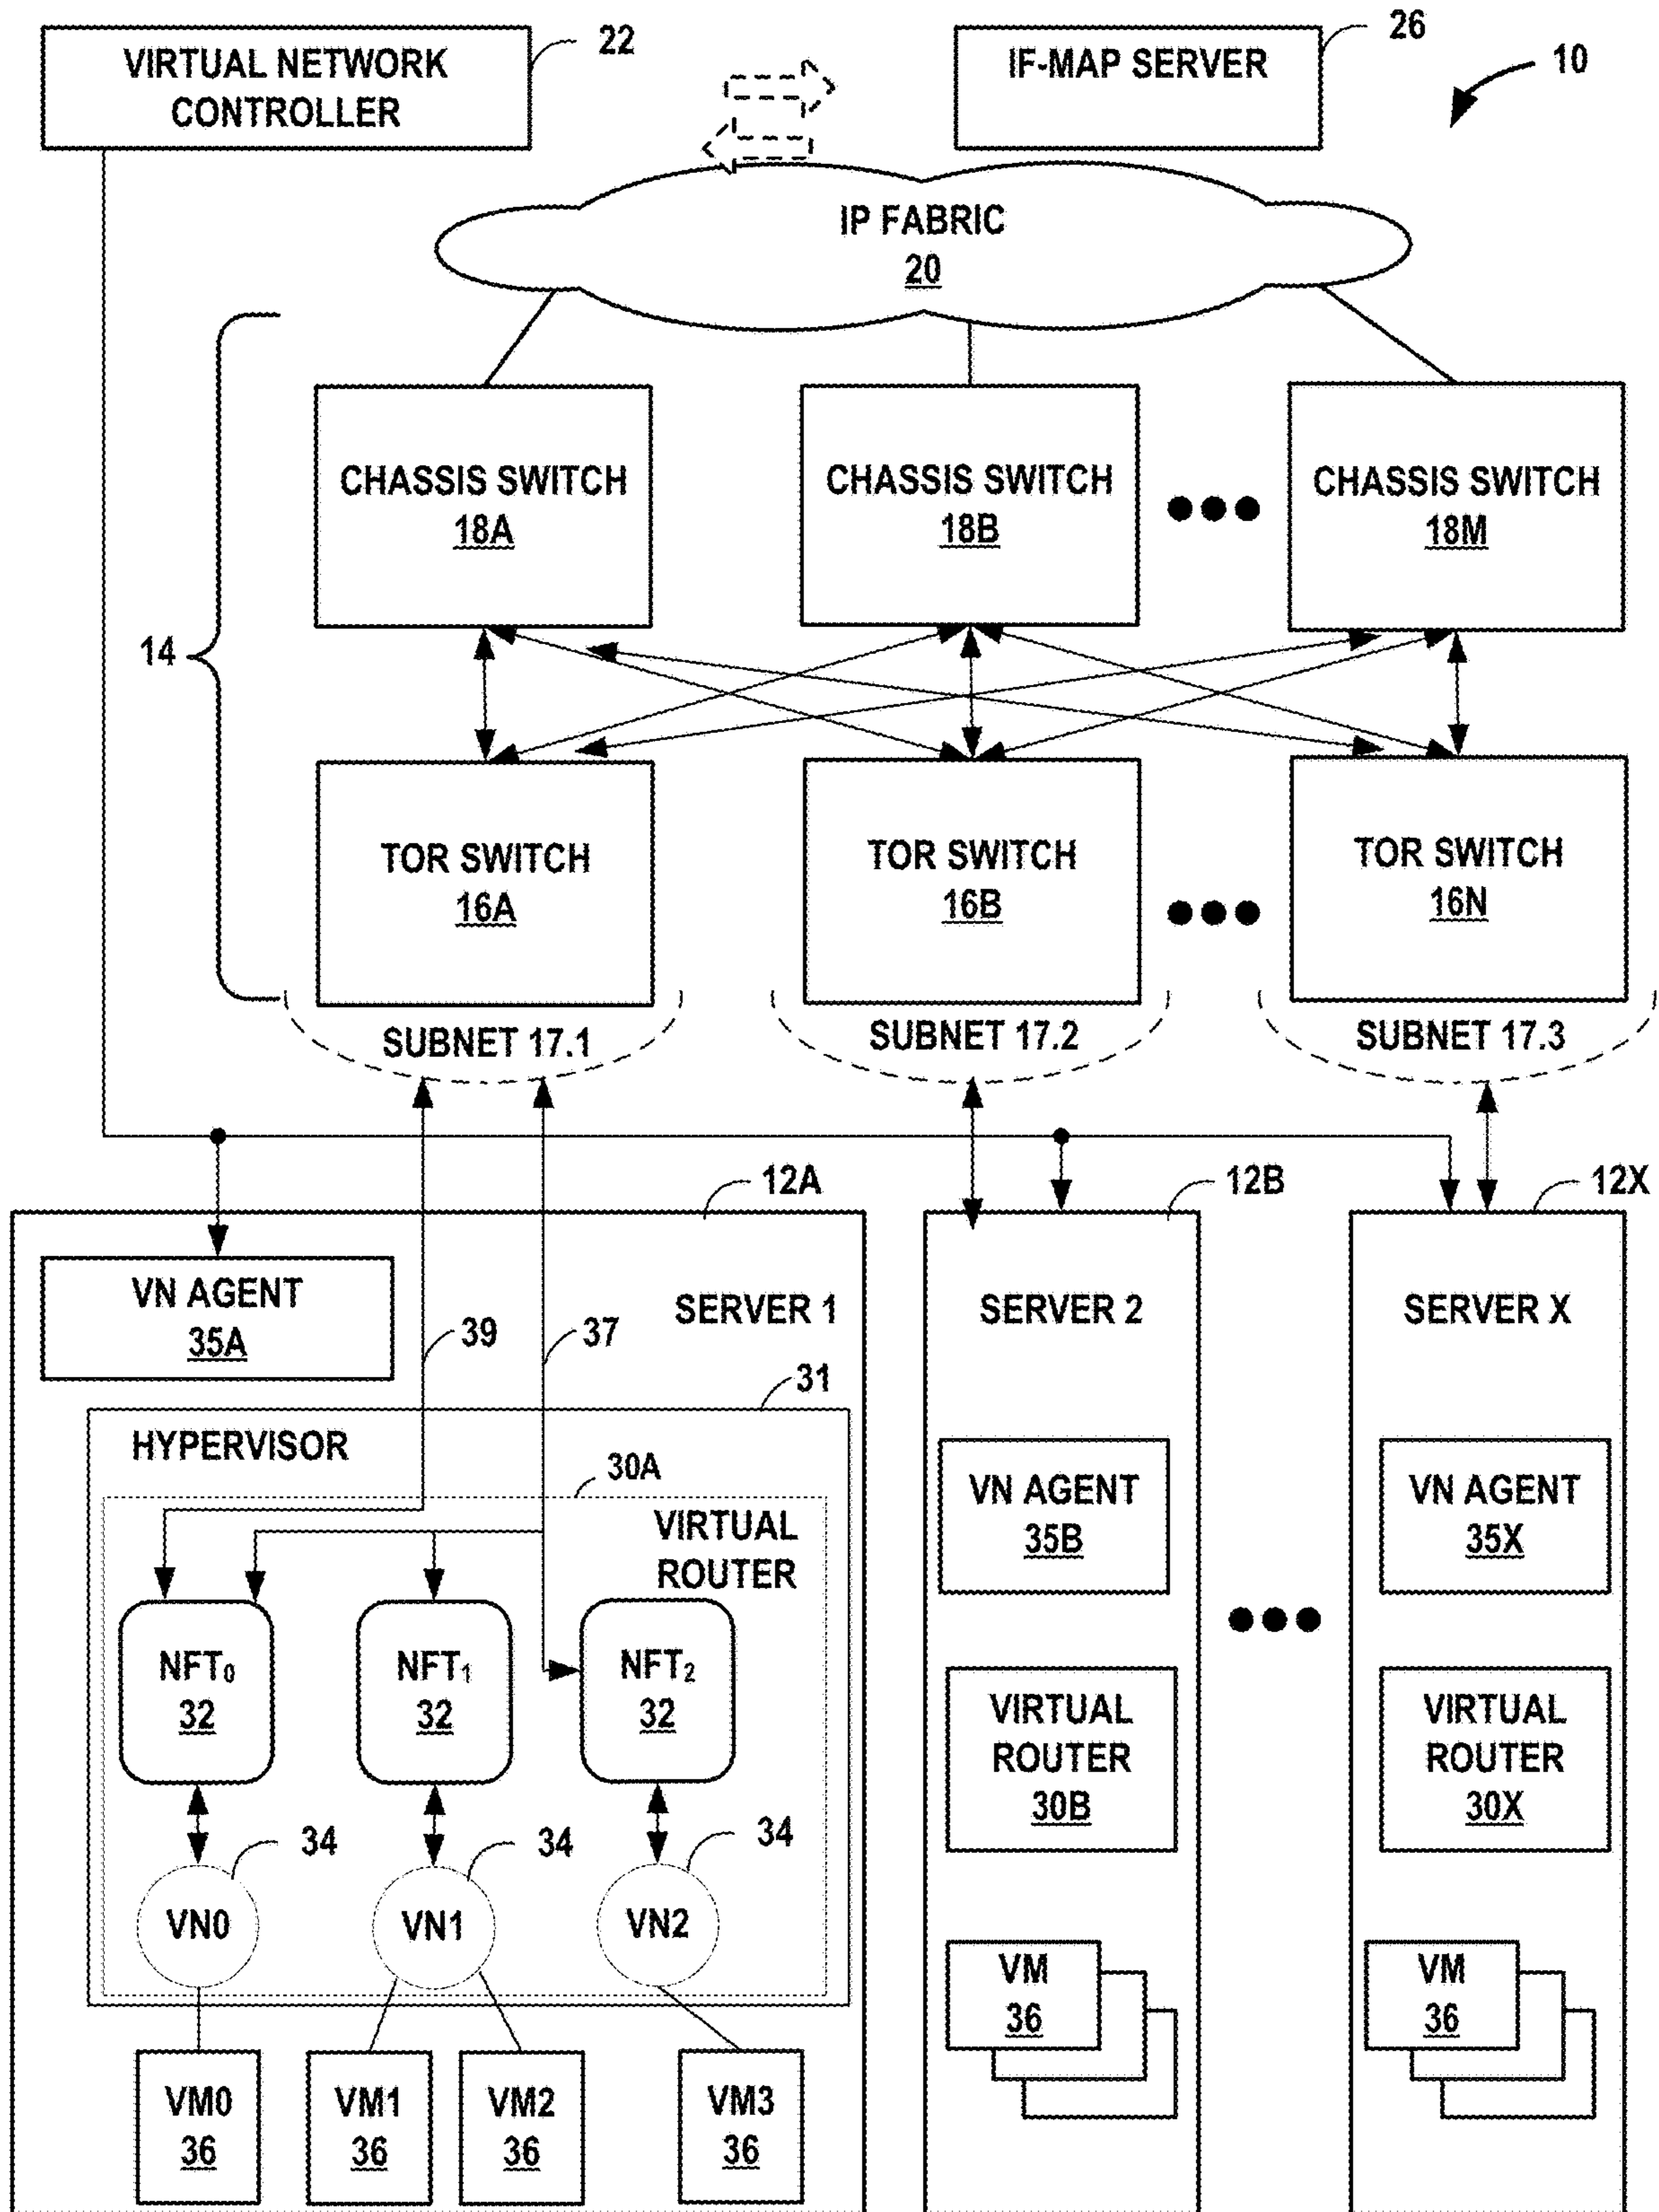 VIRTUAL NETWORK
CONTROLLER
22
IF-MAP SERVER
26
10
IP FABRIC
20
14
CHASSIS SWITCH
18A
CHASSIS SWITCH
18B
CHASSIS SWITCH
18M
TOR SWITCH
16A
TOR SWITCH
16B
TOR SWITCH
16N
SUBNET 17.1
SUBNET 17.2
SUBNET 17.3
12A
12B
12X
VN AGENT
35A
SERVER 1
39
37
31
HYPERVISOR
30A
VIRTUAL
ROUTER
NFT₀
32
NFT₁
32
NFT₂
32
34
34
34
VN0
VN1
VN2
VM0
36
VM1
36
VM2
36
VM3
36
SERVER 2
VN AGENT
35B
VIRTUAL
ROUTER
30B
VM
36
SERVER X
VN AGENT
35X
VIRTUAL
ROUTER
30X
VM
36